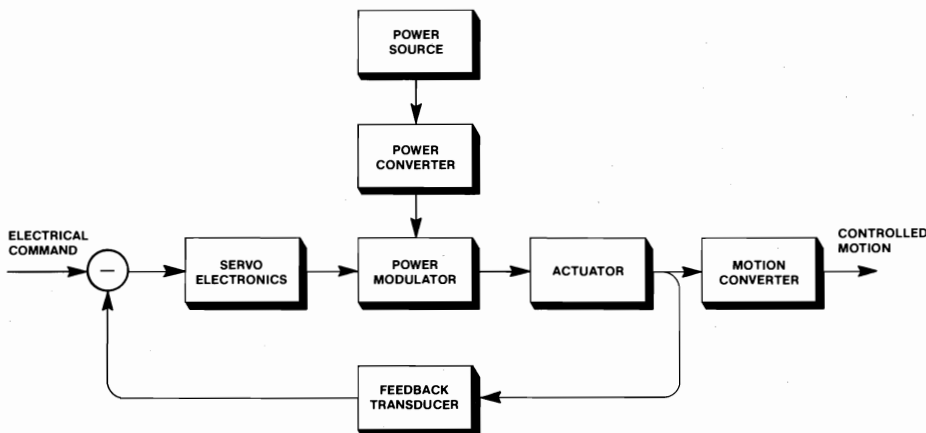 POWER
SOURCE
POWER
CONVERTER
ELECTRICAL
COMMAND
−
SERVO
ELECTRONICS
POWER
MODULATOR
ACTUATOR
MOTION
CONVERTER
CONTROLLED
MOTION
FEEDBACK
TRANSDUCER